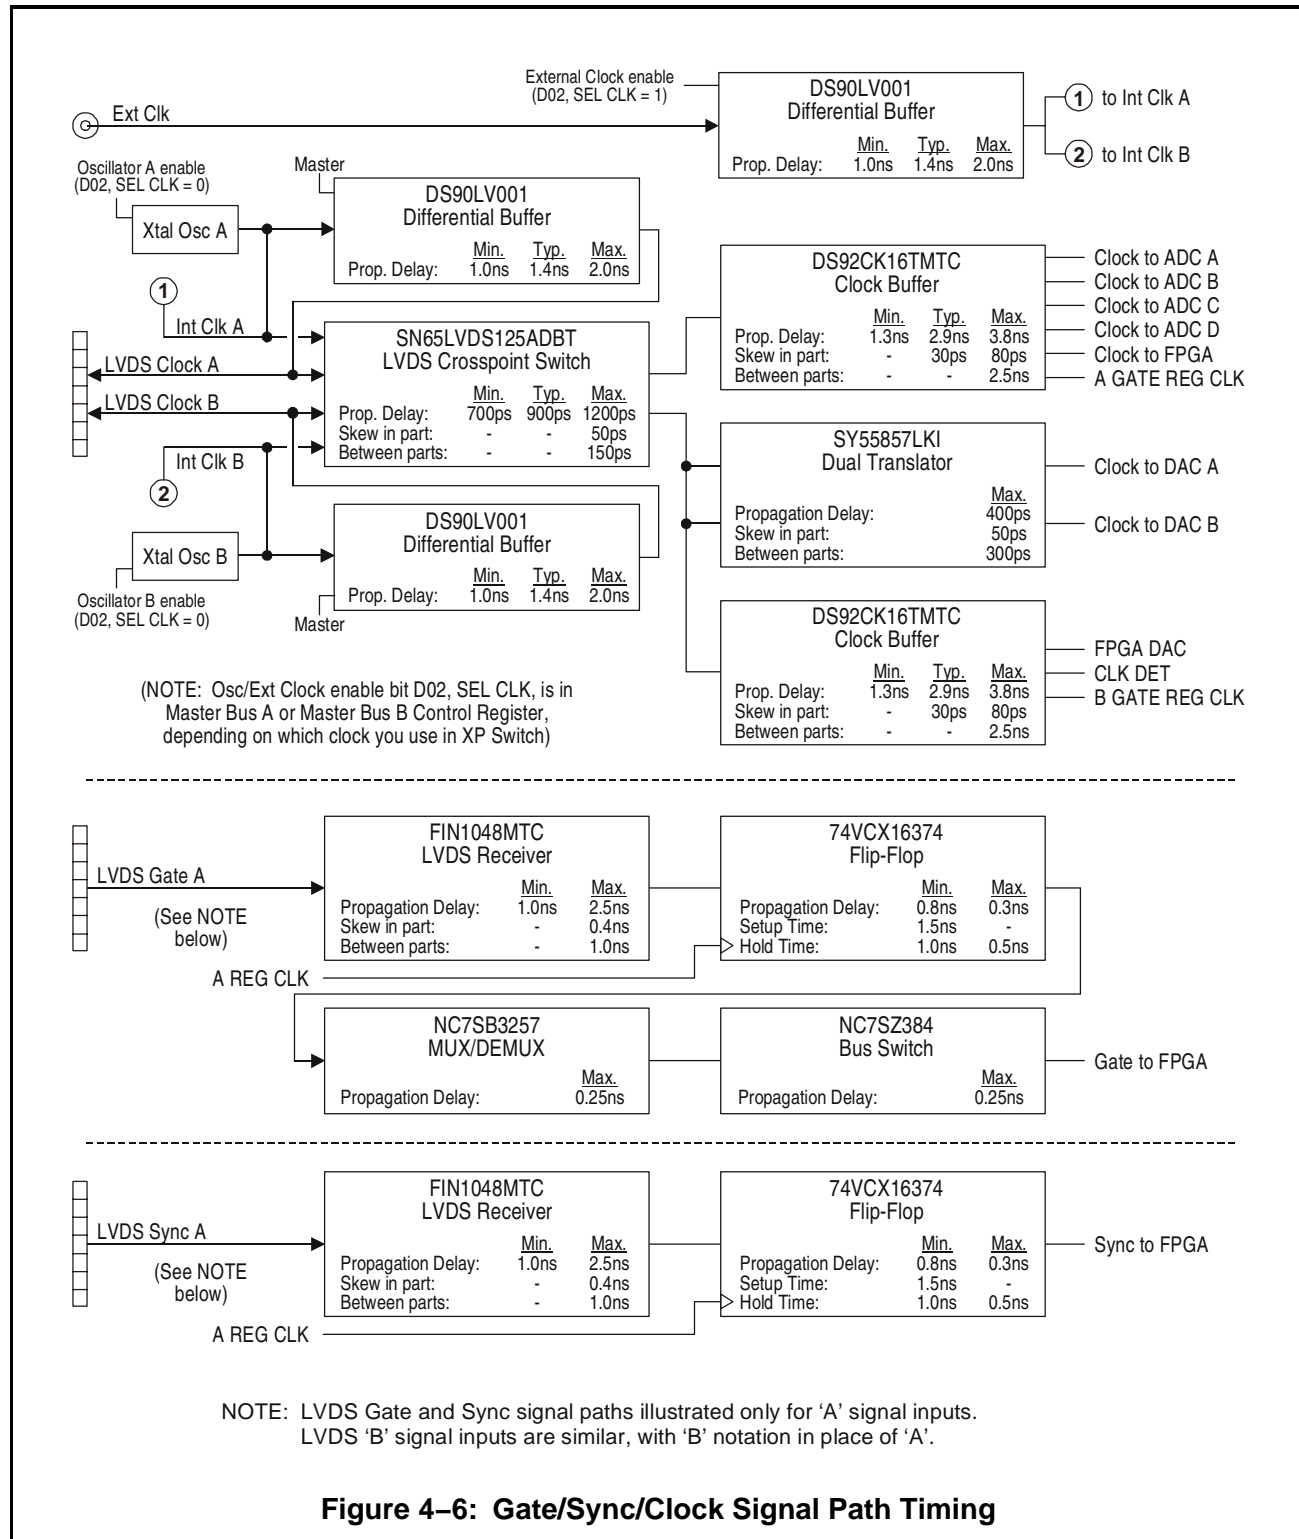 External Clock enable
(D02, SEL CLK = 1)
DS90LV001
Differential Buffer
Min. Typ. Max.
Prop. Delay: 1.0ns 1.4ns 2.0ns
1 to Int Clk A
2 to Int Clk B
Ext Clk
Oscillator A enable
(D02, SEL CLK = 0)
Xtal Osc A
Master
DS90LV001
Differential Buffer
Min. Typ. Max.
Prop. Delay: 1.0ns 1.4ns 2.0ns
1
Int Clk A
LVDS Clock A
LVDS Clock B
Int Clk B
2
SN65LVDS125ADBT
LVDS Crosspoint Switch
Min. Typ. Max.
Prop. Delay: 700ps 900ps 1200ps
Skew in part: - - 50ps
Between parts: - - 150ps
Xtal Osc B
Oscillator B enable
(D02, SEL CLK = 0)
DS90LV001
Differential Buffer
Min. Typ. Max.
Prop. Delay: 1.0ns 1.4ns 2.0ns
Master
DS92CK16TMTC
Clock Buffer
Min. Typ. Max.
Prop. Delay: 1.3ns 2.9ns 3.8ns
Skew in part: - 30ps 80ps
Between parts: - - 2.5ns
Clock to ADC A
Clock to ADC B
Clock to ADC C
Clock to ADC D
Clock to FPGA
A GATE REG CLK
SY55857LKI
Dual Translator
Max.
Propagation Delay: 400ps
Skew in part: 50ps
Between parts: 300ps
Clock to DAC A
Clock to DAC B
DS92CK16TMTC
Clock Buffer
Min. Typ. Max.
Prop. Delay: 1.3ns 2.9ns 3.8ns
Skew in part: - 30ps 80ps
Between parts: - - 2.5ns
FPGA DAC
CLK DET
B GATE REG CLK
(NOTE: Osc/Ext Clock enable bit D02, SEL CLK, is in
Master Bus A or Master Bus B Control Register,
depending on which clock you use in XP Switch)
LVDS Gate A
(See NOTE
below)
A REG CLK
FIN1048MTC
LVDS Receiver
Min. Max.
Propagation Delay: 1.0ns 2.5ns
Skew in part: - 0.4ns
Between parts: - 1.0ns
74VCX16374
Flip-Flop
Min. Max.
Propagation Delay: 0.8ns 0.3ns
Setup Time: 1.5ns -
Hold Time: 1.0ns 0.5ns
NC7SB3257
MUX/DEMUX
Max.
Propagation Delay: 0.25ns
NC7SZ384
Bus Switch
Max.
Propagation Delay: 0.25ns
Gate to FPGA
LVDS Sync A
(See NOTE
below)
A REG CLK
FIN1048MTC
LVDS Receiver
Min. Max.
Propagation Delay: 1.0ns 2.5ns
Skew in part: - 0.4ns
Between parts: - 1.0ns
74VCX16374
Flip-Flop
Min. Max.
Propagation Delay: 0.8ns 0.3ns
Setup Time: 1.5ns -
Hold Time: 1.0ns 0.5ns
Sync to FPGA
NOTE: LVDS Gate and Sync signal paths illustrated only for ‘A’ signal inputs.
LVDS ‘B’ signal inputs are similar, with ‘B’ notation in place of ‘A’.
Figure 4–6: Gate/Sync/Clock Signal Path Timing